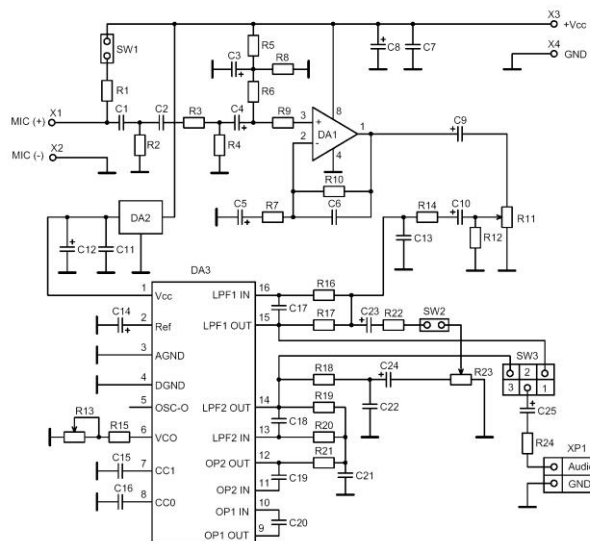 X3
+Vcc
SW1
R5
C3
+
R8
+
C8
C7
X4
GND
R1
R6
X1
MIC (+)
C1
C2
R3
C4
+
R9
3
+
8
DA1
1
2
-
4
C9
+
R2
R4
X2
MIC (-)
R10
C5
+
R7
C6
R14
C10
+
R11
DA2
R12
+
C12
C11
C13
DA3
1
Vcc
LPF1 IN
16
R16
C14
+
2
Ref
C17
LPF1 OUT
15
R17
C23
+
R22
SW2
3
AGND
SW3
4
DGND
R18
C24
+
R23
3
2
1
5
OSC-O
LPF2 OUT
14
R19
C22
+
C25
R13
R15
6
VCO
C18
LPF2 IN
13
R20
R24
XP1
C15
7
CC1
OP2 OUT
12
R21
Audio
C16
8
CC0
C19
OP2 IN
11
C21
GND
OP1 IN
10
C20
OP1 OUT
9